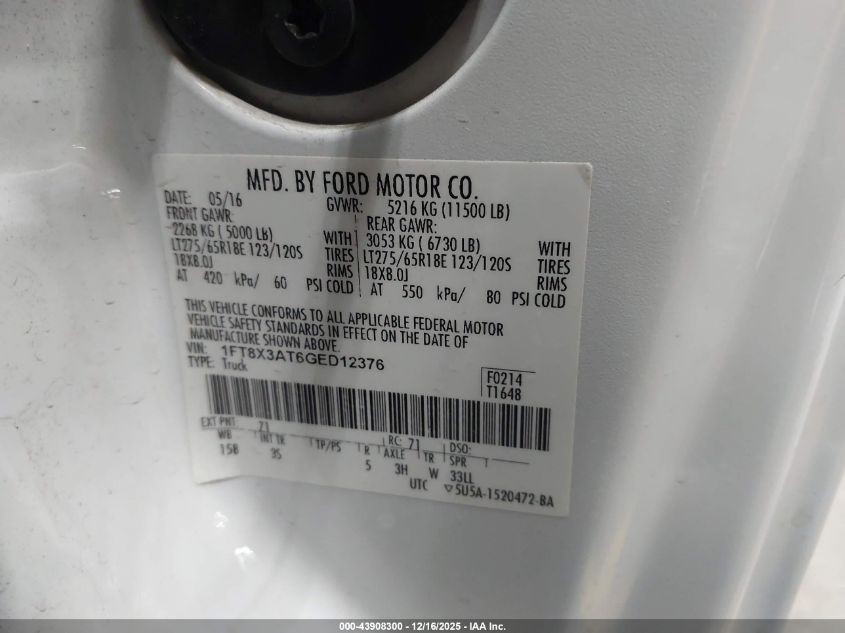 MFD. BY FORD MOTOR CO.
DATE: 05/16 GVWR: 5216 KG (11500 LB)
FRONT GAWR: REAR GAWR:
2268 KG ( 5000 LB) WITH 3053 KG ( 6730 LB) WITH
LT275/65R18E 123/120S TIRES LT275/65R18E 123/120S TIRES
18X8.0J RIMS 18X8.0J RIMS
AT 420 kPa/ 60 PSI COLD AT 550 kPa/ 80 PSI COLD
THIS VEHICLE CONFORMS TO ALL APPLICABLE FEDERAL MOTOR
VEHICLE SAFETY STANDARDS IN EFFECT ON THE DATE OF
MANUFACTURE SHOWN ABOVE.
VIN: 1FT8X3AT6GED12376
TYPE: Truck
F0214
T1648
EXT PNT: Z1 RC: 71 DSO:
WB INT TR TP/PS R AXLE TR SPR
158 3S 5 3H W 33LL
UTC ▽5U5A-1520472-BA
000-43908300 - 12/16/2025 - IAA Inc.